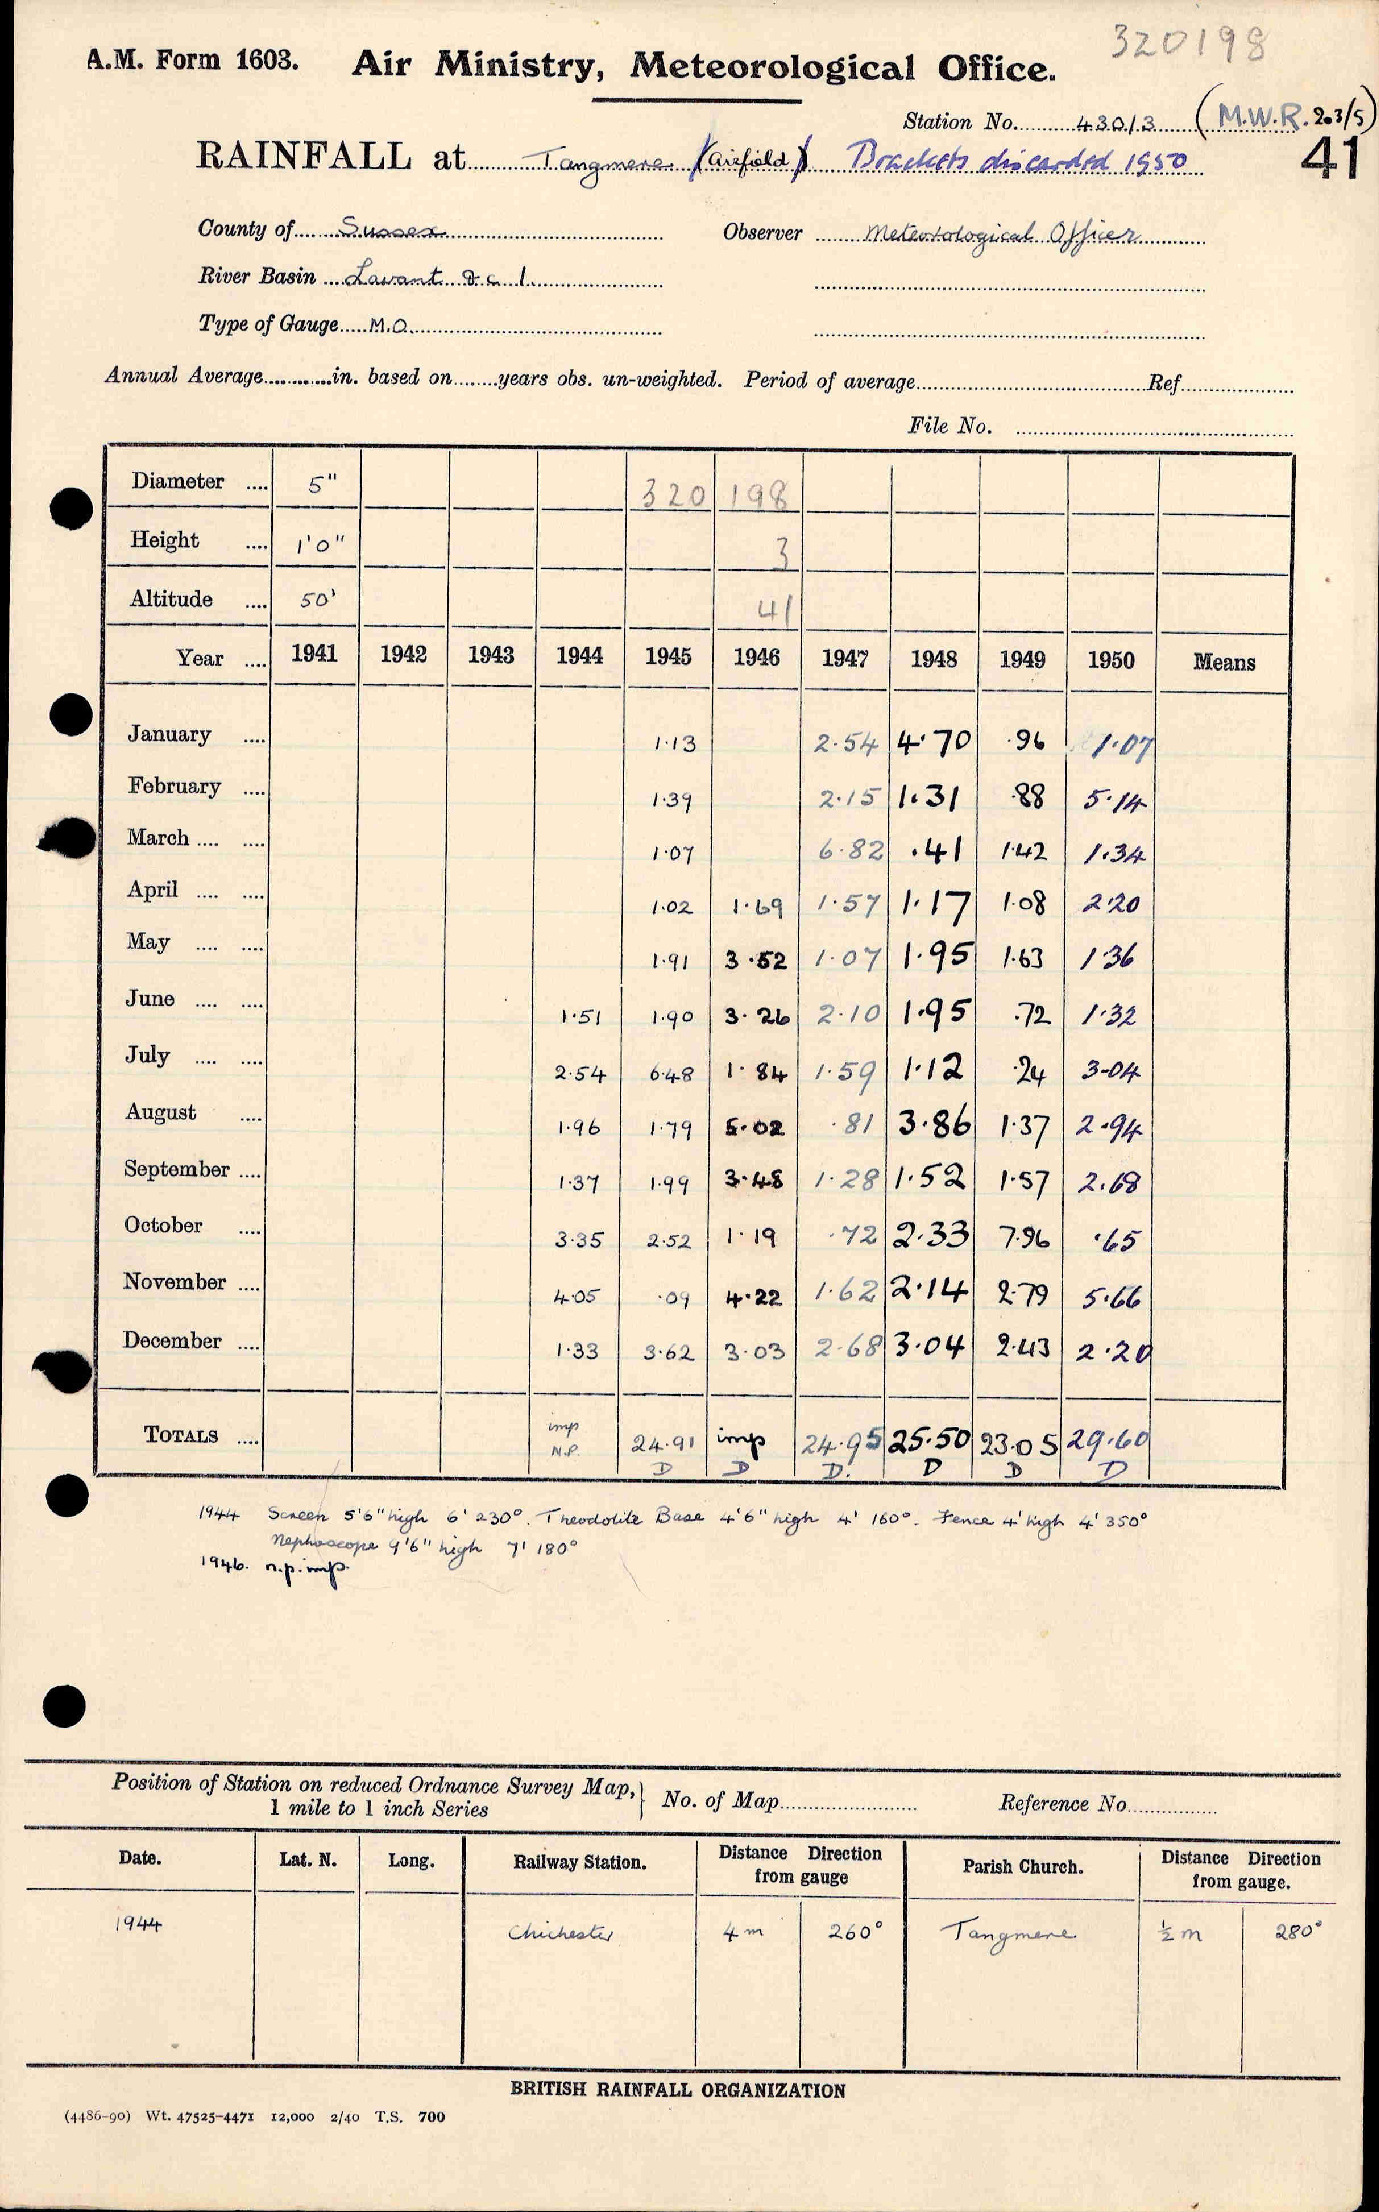 320198
A.M. Form 1603. Air Ministry, Meteorological Office.
Station No. 430/3 (M.W.R. 203/5)
RAINFALL at Tangmere (Airfield) Brackets discarded 1950 41
County of Sussex Observer Meteorological Officer
River Basin Lavant &c 1.
Type of Gauge M.O.
Annual Average............in. based on........years obs. un-weighted. Period of average Ref
File No.
Diameter .... 5" 320 198
Height .... 1'0" 3
Altitude .... 50' 41
Year .... 1941 1942 1943 1944 1945 1946 1947 1948 1949 1950 Means
January .... 1.13 2.54 4.70 .96 1.07
February .... 1.39 2.15 1.31 .88 5.14
March .... .... 1.07 6.82 .41 1.42 1.34
April .... .... 1.02 1.69 1.57 1.17 1.08 2.20
May .... .... 1.91 3.52 1.07 1.95 1.63 1.36
June .... .... 1.51 1.90 3.26 2.10 1.95 .72 1.32
July .... .... 2.54 6.48 1.84 1.59 1.12 .24 3.04
August .... 1.96 1.79 5.02 .81 3.86 1.37 2.94
September .... 1.37 1.99 3.48 1.28 1.52 1.57 2.68
October .... 3.35 2.52 1.19 .72 2.33 7.96 .65
November .... 4.05 .09 4.22 1.62 2.14 2.79 5.66
December .... 1.33 3.62 3.03 2.68 3.04 2.43 2.20
TOTALS .... imp N.P. 24.91 imp 24.95 25.50 23.05 29.60
D D D. D D D
1944 Screen 5'6" high 6' 230°. Theodolite Base 4'6" high 4' 160°. Fence 4' high 4' 350°
Nephoscope 9'6" high 7' 180°
1946. n.p. imp.
Position of Station on reduced Ordnance Survey Map, 1 mile to 1 inch Series } No. of Map Reference No
Date. Lat. N. Long. Railway Station. Distance Direction from gauge Parish Church. Distance Direction from gauge.
1944 Chichester 4 m 260° Tangmere ½ m 280°
BRITISH RAINFALL ORGANIZATION
(4486-90) Wt. 47525-4471 12,000 2/40 T.S. 700